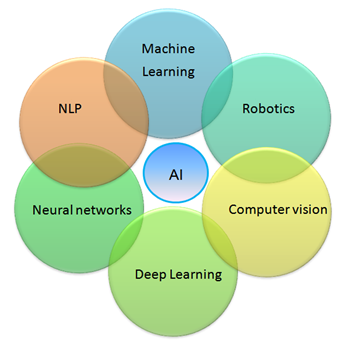 Machine
Learning
NLP
Robotics
AI
Neural networks
Computer vision
Deep Learning